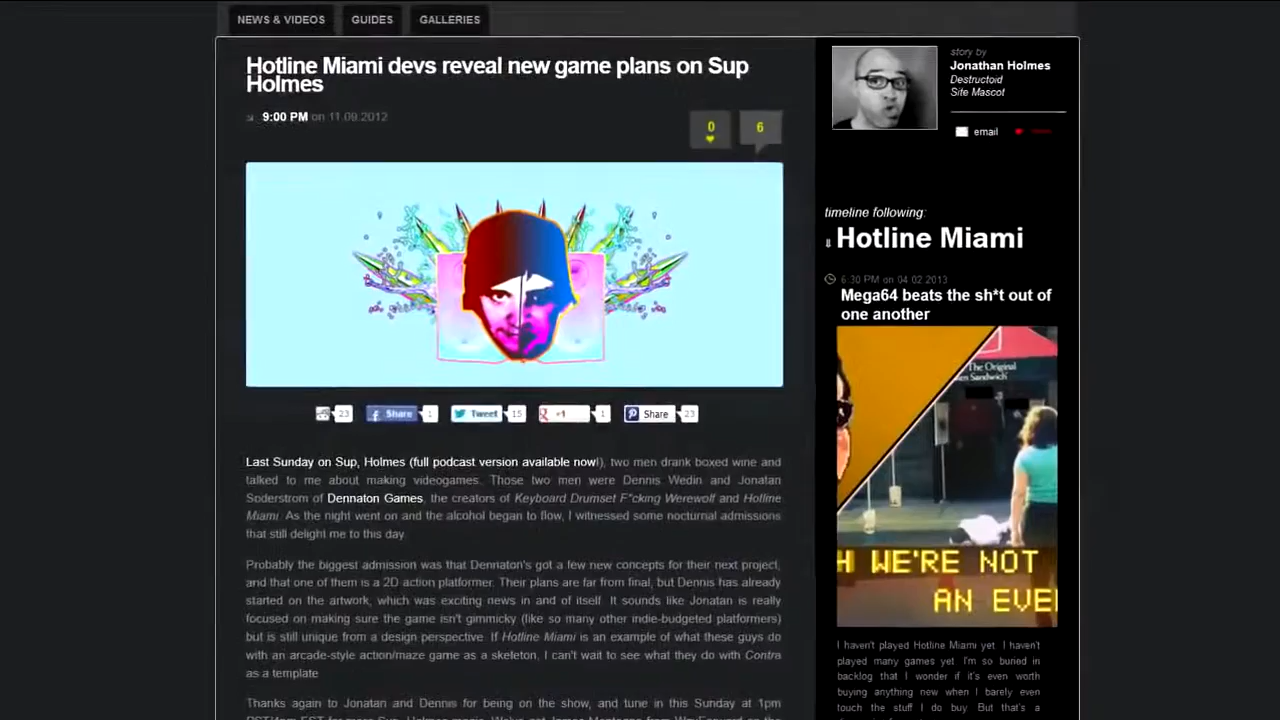 NEWS & VIDEOS
GUIDES
GALLERIES
Hotline Miami devs reveal new game plans on Sup
Holmes
9:00 PM on 11.09.2012
0
6
23
Share
1
Tweet
15
+1
1
Share
23
Last Sunday on Sup, Holmes (full podcast version available now!), two men drank boxed wine and
talked to me about making videogames. Those two men were Dennis Wedin and Jonatan
Soderstrom of Dennaton Games, the creators of Keyboard Drumset F*cking Werewolf and Hotline
Miami. As the night went on and the alcohol began to flow, I witnessed some nocturnal admissions
that still delight me to this day.
Probably the biggest admission was that Dennaton's got a few new concepts for their next project,
and that one of them is a 2D action platformer. Their plans are far from final, but Dennis has already
started on the artwork, which was exciting news in and of itself. It sounds like Jonatan is really
focused on making sure the game isn't gimmicky (like so many other indie-budgeted platformers)
but is still unique from a design perspective. If Hotline Miami is an example of what these guys do
with an arcade-style action/maze game as a skeleton, I can't wait to see what they do with Contra
as a template
Thanks again to Jonatan and Dennis for being on the show, and tune in this Sunday at 1pm
story by
Jonathan Holmes
Destructoid
Site Mascot
email
timeline following:
Hotline Miami
6:30 PM on 04.02.2013
Mega64 beats the sh*t out of
one another
The Original
H WE'RE NOT
AN EVE
I haven't played Hotline Miami yet. I haven't
played many games yet. I'm so buried in
backlog that I wonder if it's even worth
buying anything new when I barely even
touch the stuff I do buy. But that's a